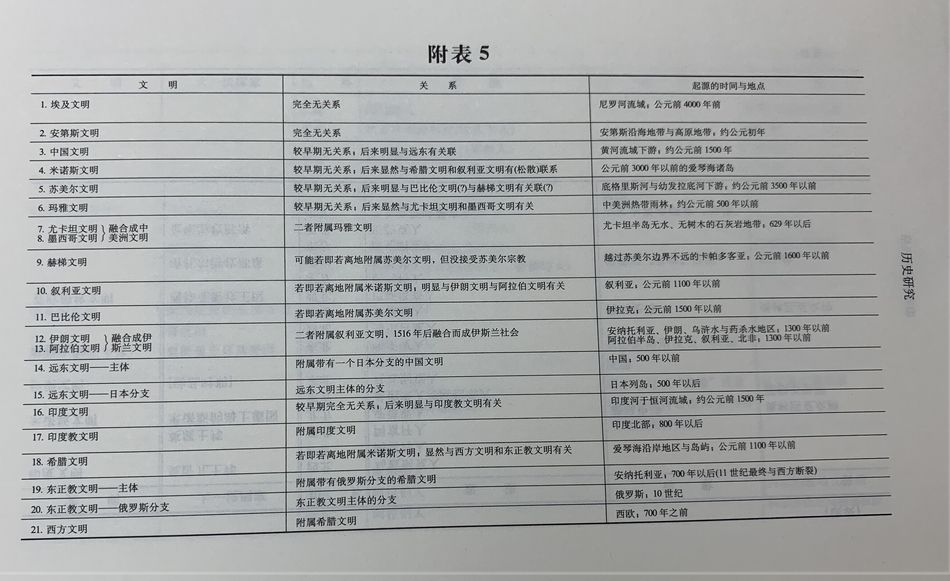 附表 5
文 明 关 系 起源的时间与地点
1. 埃及文明 完全无关系 尼罗河流域；公元前 4000 年前
2. 安第斯文明 完全无关系 安第斯沿海地带与高原地带；约公元初年
3. 中国文明 较早期无关系；后来明显与远东有关联 黄河流域下游；约公元前 1500 年
4. 米诺斯文明 较早期无关系；后来显然与希腊文明和叙利亚文明有(松散)联系 公元前 3000 年以前的爱琴海诸岛
5. 苏美尔文明 较早期无关系；后来明显与巴比伦文明(?)与赫梯文明有关联(?) 底格里斯河与幼发拉底河下游；约公元前 3500 年以前
6. 玛雅文明 较早期无关系；后来显然与尤卡坦文明和墨西哥文明有关 中美洲热带雨林；约公元前 500 年以前
7. 尤卡坦文明 融合成中 二者附属玛雅文明 尤卡坦半岛无水、无树木的石灰岩地带；629 年以后
8. 墨西哥文明 美洲文明
9. 赫梯文明 可能若即若离地附属苏美尔文明，但没接受苏美尔宗教 越过苏美尔边界不远的卡帕多客亚；公元前 1600 年以前
10. 叙利亚文明 若即若离地附属米诺斯文明；明显与伊朗文明与阿拉伯文明有关 叙利亚；公元前 1100 年以前
11. 巴比伦文明 若即若离地附属苏美尔文明 伊拉克；公元前 1500 年以前
12. 伊朗文明 融合成伊 二者附属叙利亚文明，1516 年后融合而成伊斯兰社会 安纳托利亚、伊朗、乌浒水与药杀水地区；1300 年以前
13. 阿拉伯文明 斯兰文明 阿拉伯半岛、伊拉克、叙利亚、北非；1300 年以前
14. 远东文明——主体 附属带有一个日本分支的中国文明 中国；500 年以前
15. 远东文明——日本分支 远东文明主体的分支 日本列岛；500 年以后
16. 印度文明 较早期完全无关系；后来明显与印度教文明有关 印度河于恒河流域；约公元前 1500 年
17. 印度教文明 附属印度文明 印度北部；800 年以后
18. 希腊文明 若即若离地附属米诺斯文明；显然与西方文明和东正教文明有关 爱琴海沿岸地区与岛屿；公元前 1100 年以前
19. 东正教文明——主体 附属带有俄罗斯分支的希腊文明 安纳托利亚，700 年以后(11 世纪最终与西方断裂)
20. 东正教文明——俄罗斯分支 东正教文明主体的分支 俄罗斯；10 世纪
21. 西方文明 附属希腊文明 西欧；700 年之前
历史研究